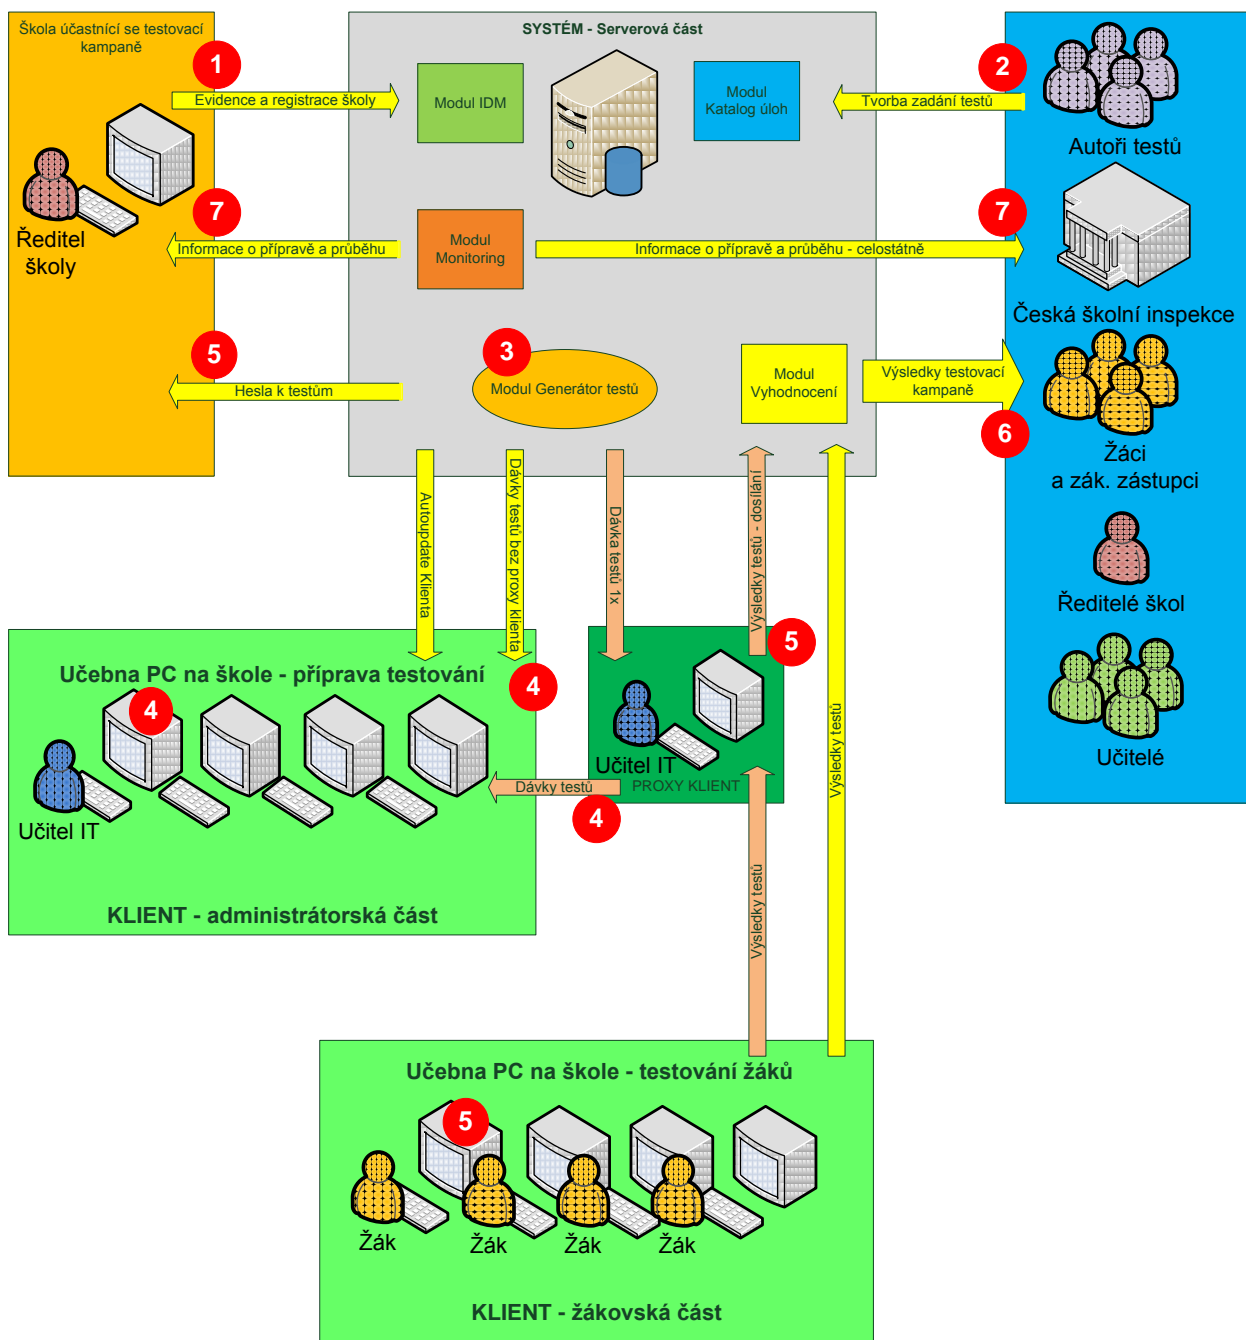 Škola účastnící se testovací
kampaně
1
Evidence a registrace školy
Ředitel
školy
7
Informace o přípravě a průběhu
5
Hesla k testům
SYSTÉM - Serverová část
Modul IDM
Modul
Katalog úloh
Modul
Monitoring
Informace o přípravě a průběhu - celostátně
3
Modul Generátor testů
Modul
Vyhodnocení
2
Tvorba zadání testů
Autoři testů
7
Česká školní inspekce
Výsledky testovací
kampaně
6
Žáci
a zák. zástupci
Ředitelé škol
Učitelé
Autoupdate Klienta
Dávky testů bez proxy klienta
Dávka testů 1x
Výsledky testů - dosílání
Výsledky testů
Učebna PC na škole - příprava testování
4
4
Učitel IT
KLIENT - administrátorská část
5
Učitel IT
PROXY KLIENT
Dávky testů
4
Výsledky testů
Učebna PC na škole - testování žáků
5
Žák
Žák
Žák
Žák
KLIENT - žákovská část